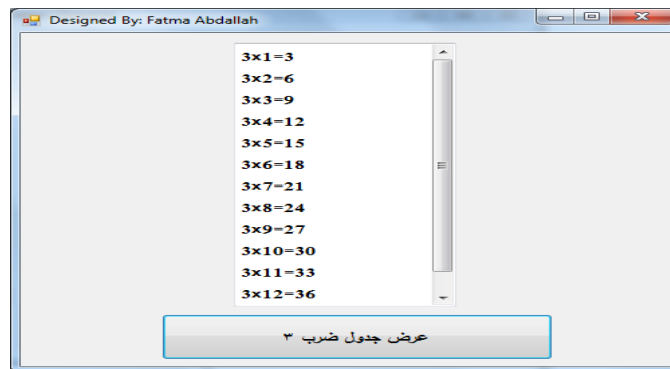 Designed By: Fatma Abdallah
3x1=3
3x2=6
3x3=9
3x4=12
3x5=15
3x6=18
3x7=21
3x8=24
3x9=27
3x10=30
3x11=33
3x12=36
عرض جدول ضرب ٣